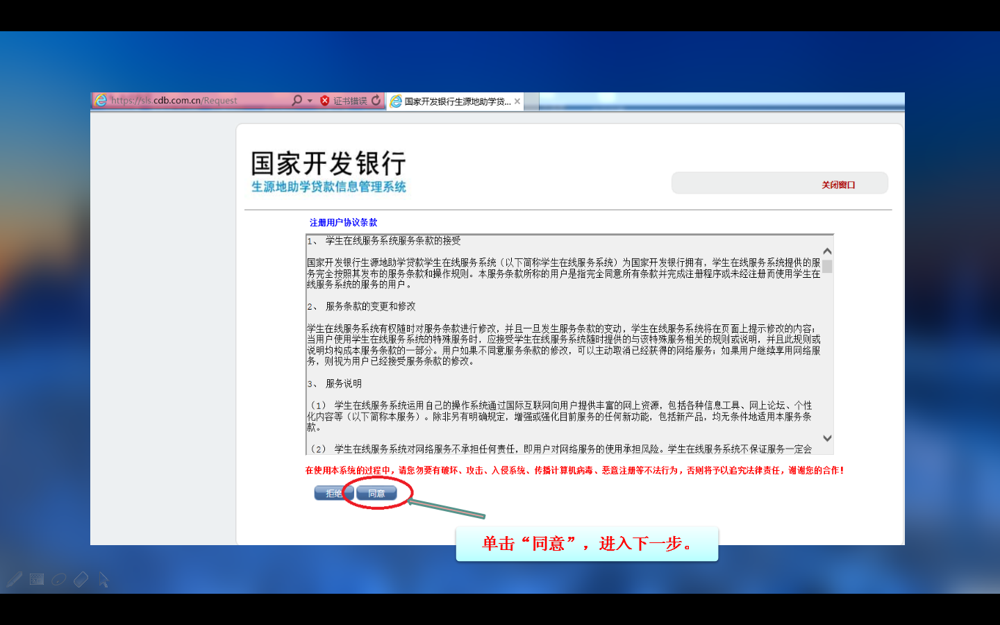 https://sls.cdb.com.cn/Request
证书错误
国家开发银行生源地助学贷...
国家开发银行
生源地助学贷款信息管理系统
关闭窗口
注册用户协议条款
1、 学生在线服务系统服务条款的接受
国家开发银行生源地助学贷款学生在线服务系统（以下简称学生在线服务系统）为国家开发银行拥有，学生在线服务系统提供的服
务完全按照其发布的服务条款和操作规则。本服务条款所称的用户是指完全同意所有条款并完成注册程序或未经注册而使用学生在
线服务系统的服务的用户。
2、 服务条款的变更和修改
学生在线服务系统有权随时对服务条款进行修改，并且一旦发生服务条款的变动，学生在线服务系统将在页面上提示修改的内容；
当用户使用学生在线服务系统的特殊服务时，应接受学生在线服务系统随时提供的与该特殊服务相关的规则或说明，并且此规则或
说明均构成本服务条款的一部分。用户如果不同意服务条款的修改，可以主动取消已经获得的网络服务；如果用户继续享用网络服
务，则视为用户已经接受服务条款的修改。
3、 服务说明
（1） 学生在线服务系统运用自己的操作系统通过国际互联网向用户提供丰富的网上资源，包括各种信息工具、网上论坛、个性
化内容等（以下简称本服务）。除非另有明确规定，增强或强化目前服务的任何新功能，包括新产品，均无条件地适用本服务条
款。
（2） 学生在线服务系统对网络服务不承担任何责任，即用户对网络服务的使用承担风险。学生在线服务系统不保证服务一定会
在使用本系统的过程中，请您勿要有破坏、攻击、入侵系统、传播计算机病毒、恶意注册等不法行为，否则将予以追究法律责任，谢谢您的合作！
拒绝 同意
单击“同意”，进入下一步。